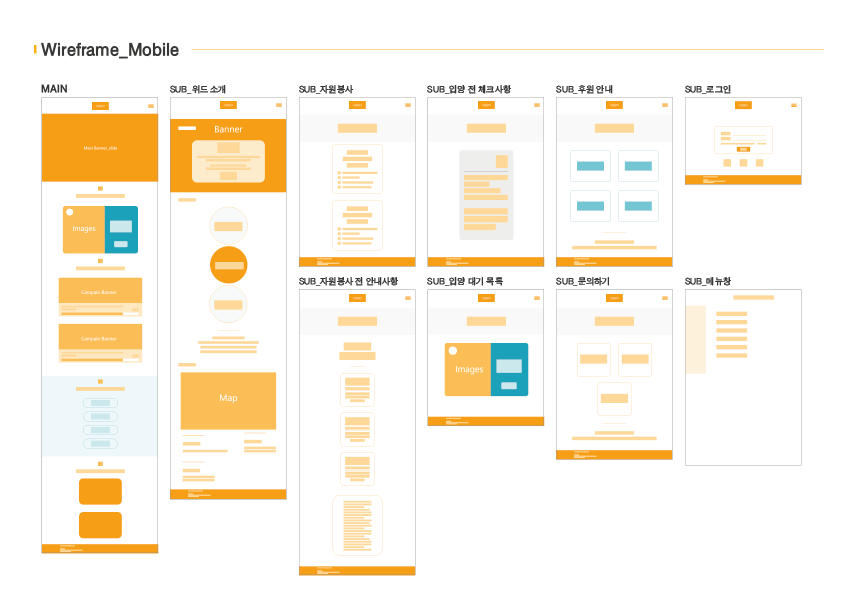 Wireframe_Mobile
MAIN
Main Banner_slide
Images
Campain Banner
Campain Banner
SUB_위드 소개
Banner
Map
SUB_자원봉사
SUB_자원봉사 전 안내사항
SUB_입양 전 체크사항
SUB_입양 대기 목록
Images
SUB_후원 안내
SUB_문의하기
SUB_로그인
SUB_메뉴창